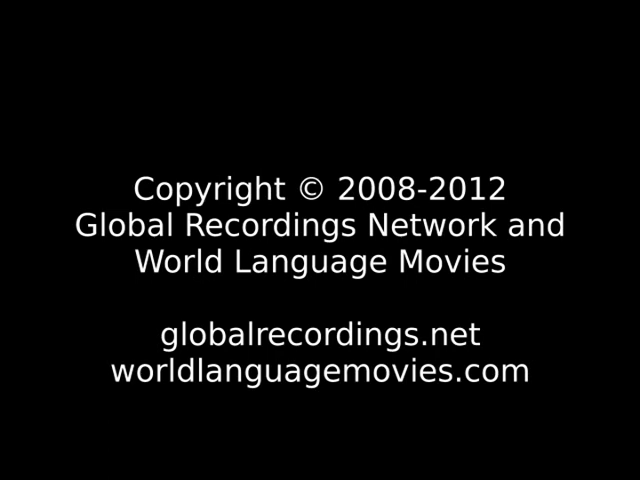 Copyright © 2008-2012
Global Recordings Network and
World Language Movies
globalrecordings.net
worldlanguagemovies.com